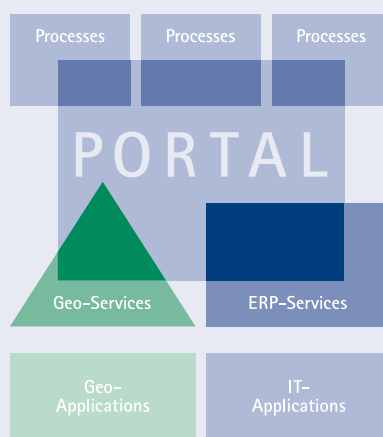 Processes Processes Processes
PORTAL
Geo-Services ERP-Services
Geo- IT-
Applications Applications